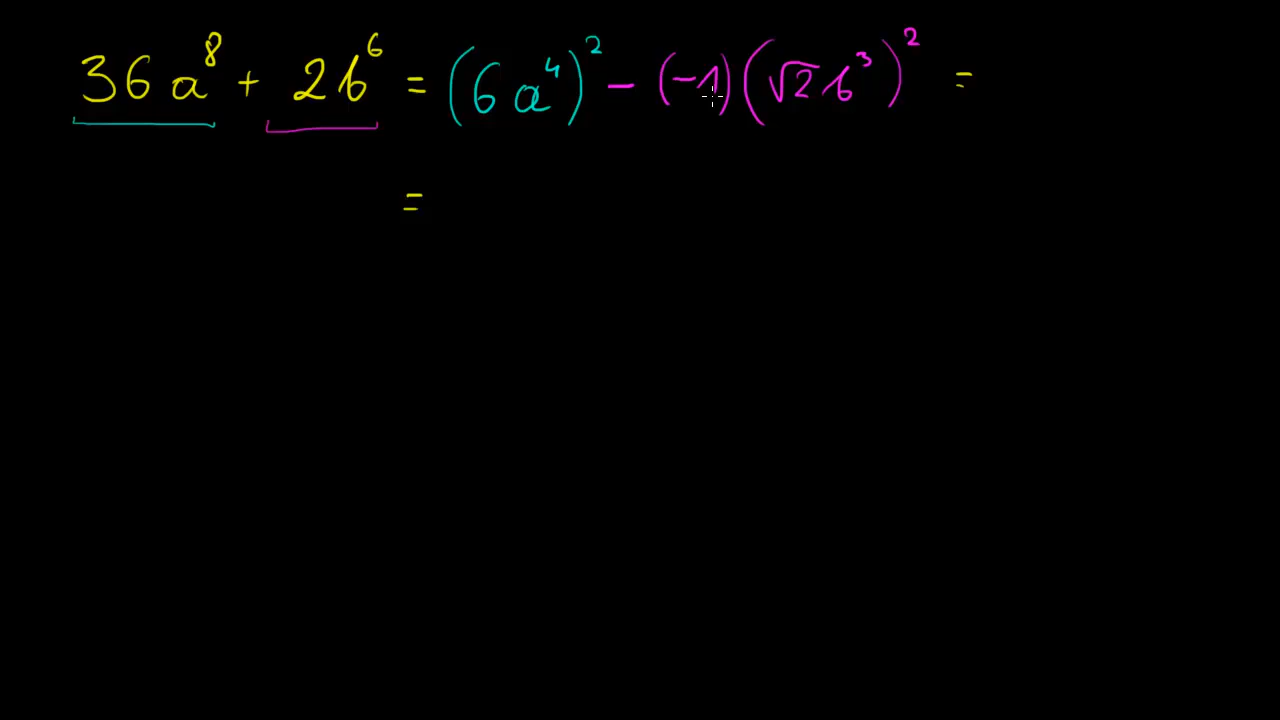 36a⁸ + 2b⁶ = (6a⁴)² − (−1)(√2b³)² =
=